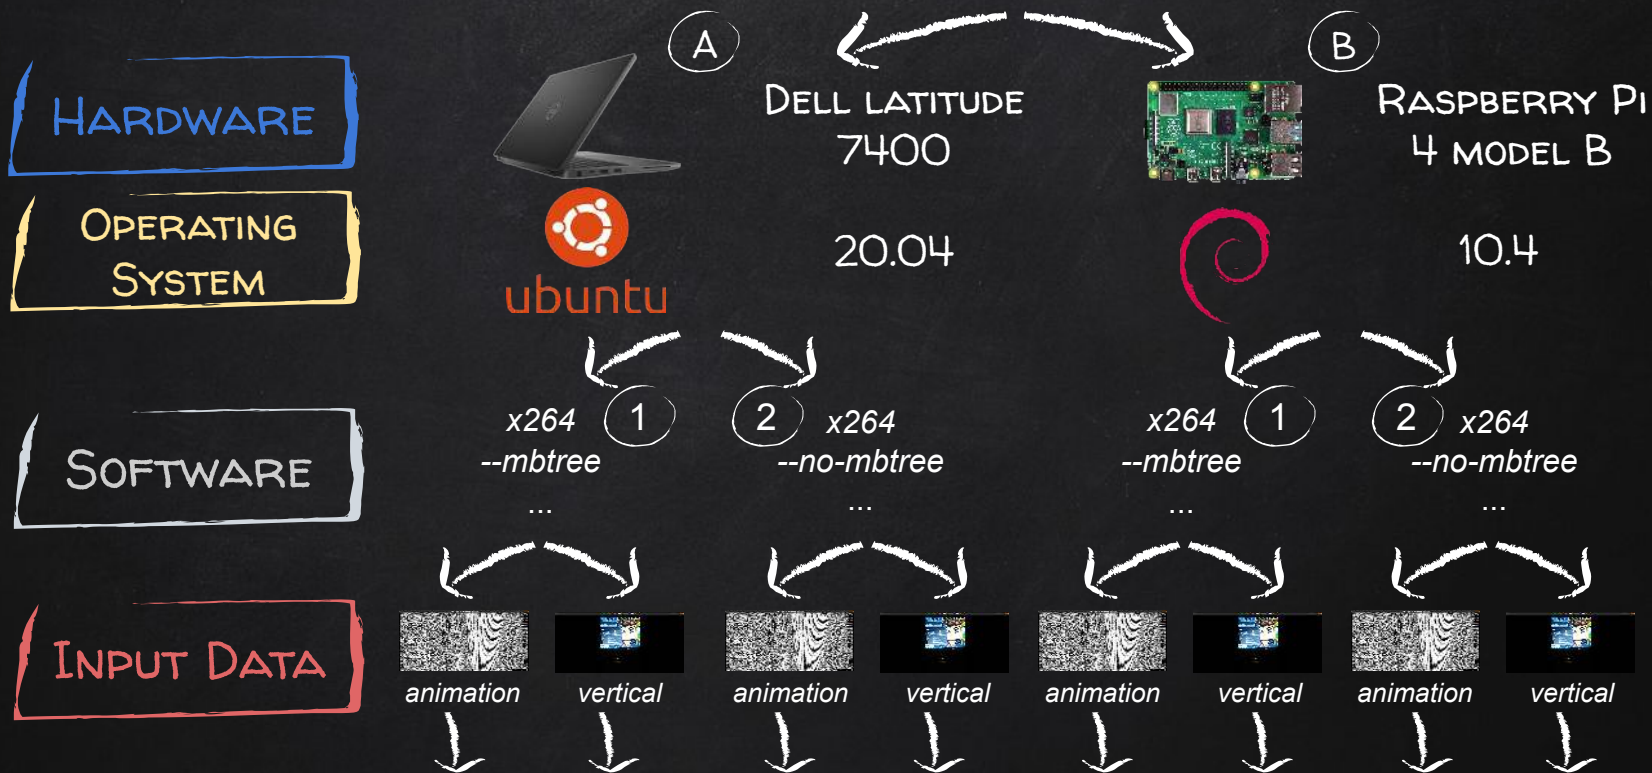 A
B
HARDWARE
DELL LATITUDE
7400
RASPBERRY PI
4 MODEL B
OPERATING
SYSTEM
ubuntu
20.04
10.4
SOFTWARE
x264
--mbtree
...
1
2
x264
--no-mbtree
...
x264
--mbtree
...
1
2
x264
--no-mbtree
...
INPUT DATA
animation
vertical
animation
vertical
animation
vertical
animation
vertical